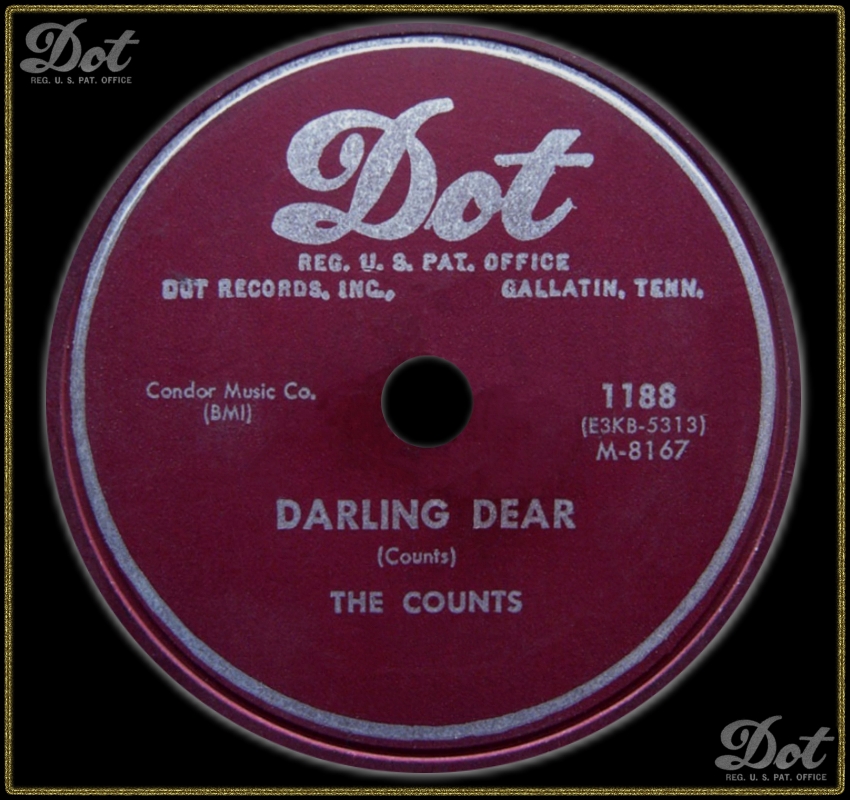 Dot
REG. U. S. PAT. OFFICE
Dot
REG. U. S. PAT. OFFICE
DOT RECORDS, INC., GALLATIN, TENN.
Condor Music Co.
(BMI)
1188
(E3KB-5313)
M-8167
DARLING DEAR
(Counts)
THE COUNTS
Dot
REG. U. S. PAT. OFFICE